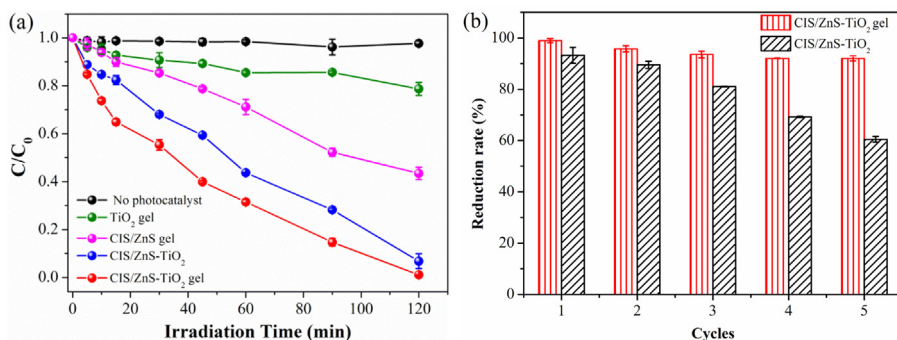 (a)
C/C₀
1.0
0.8
0.6
0.4
0.2
0.0
No photocatalyst
TiO₂ gel
CIS/ZnS gel
CIS/ZnS-TiO₂
CIS/ZnS-TiO₂ gel
0 20 40 60 80 100 120
Irradiation Time (min)
(b)
Reduction rate (%)
100
80
60
40
20
0
CIS/ZnS-TiO₂ gel
CIS/ZnS-TiO₂
1 2 3 4 5
Cycles